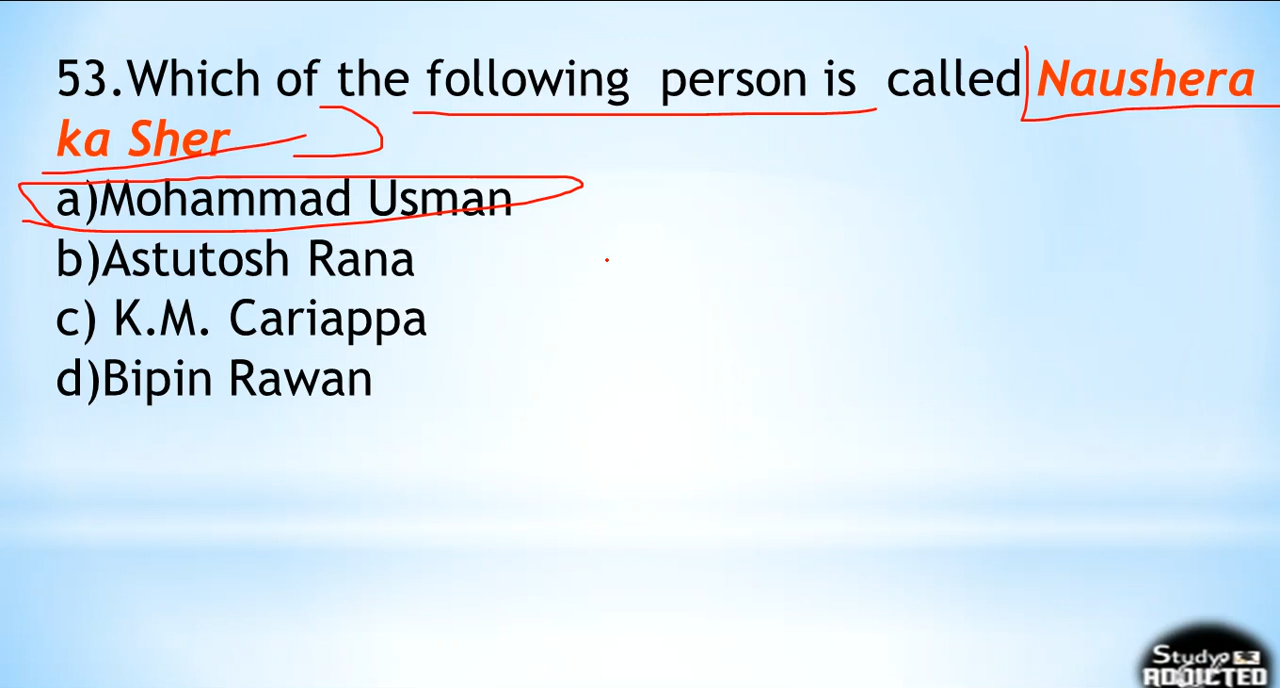 53.Which of the following person is called Naushera
ka Sher
a)Mohammad Usman
b)Astutosh Rana
c) K.M. Cariappa
d)Bipin Rawan
Study
ADDICTED